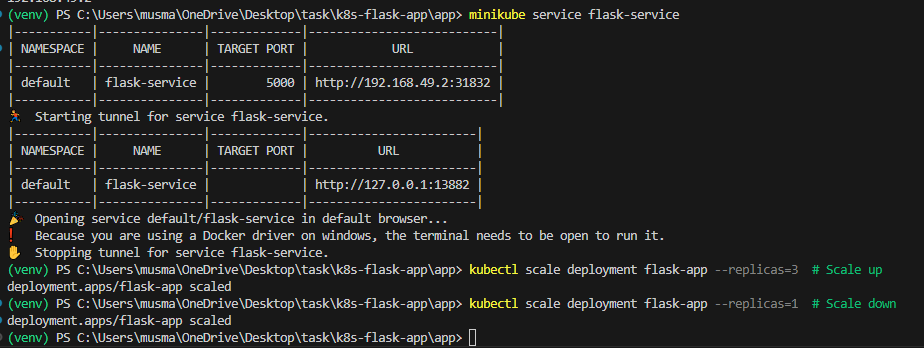 (venv) PS C:\Users\musma\OneDrive\Desktop\task\k8s-flask-app\app> minikube service flask-service
|-----------|---------------|-------------|---------------------------|
| NAMESPACE |     NAME      | TARGET PORT |            URL            |
|-----------|---------------|-------------|---------------------------|
| default   | flask-service |        5000 | http://192.168.49.2:31832 |
|-----------|---------------|-------------|---------------------------|
🏃  Starting tunnel for service flask-service.
|-----------|---------------|-------------|------------------------|
| NAMESPACE |     NAME      | TARGET PORT |          URL           |
|-----------|---------------|-------------|------------------------|
| default   | flask-service |             | http://127.0.0.1:13882 |
|-----------|---------------|-------------|------------------------|
🎉  Opening service default/flask-service in default browser...
❗  Because you are using a Docker driver on windows, the terminal needs to be open to run it.
✋  Stopping tunnel for service flask-service.
(venv) PS C:\Users\musma\OneDrive\Desktop\task\k8s-flask-app\app> kubectl scale deployment flask-app --replicas=3  # Scale up
deployment.apps/flask-app scaled
(venv) PS C:\Users\musma\OneDrive\Desktop\task\k8s-flask-app\app> kubectl scale deployment flask-app --replicas=1  # Scale down
deployment.apps/flask-app scaled
(venv) PS C:\Users\musma\OneDrive\Desktop\task\k8s-flask-app\app>